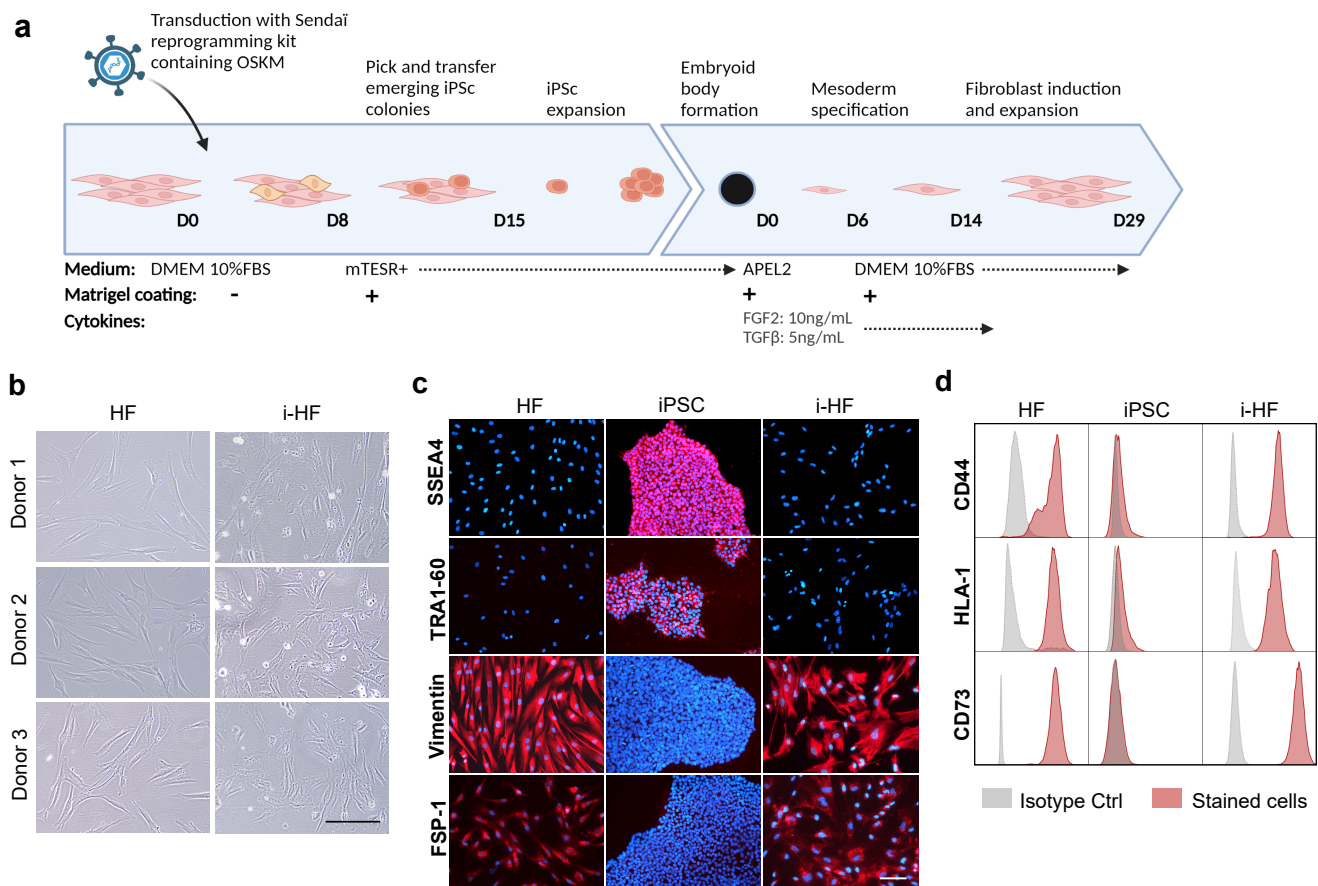 a
Transduction with Sendaï
reprogramming kit
containing OSKM
Pick and transfer
emerging iPSc
colonies
iPSc
expansion
Embryoid
body
formation
Mesoderm
specification
Fibroblast induction
and expansion
D0 D8 D15 D0 D6 D14 D29
Medium: DMEM 10%FBS mTESR+ APEL2 DMEM 10%FBS
Matrigel coating: - + + +
Cytokines:
FGF2: 10ng/mL
TGFβ: 5ng/mL
b
HF i-HF
Donor 1
Donor 2
Donor 3
c
HF iPSC i-HF
SSEA4
TRA1-60
Vimentin
FSP-1
d
HF iPSC i-HF
CD44
HLA-1
CD73
Isotype Ctrl Stained cells